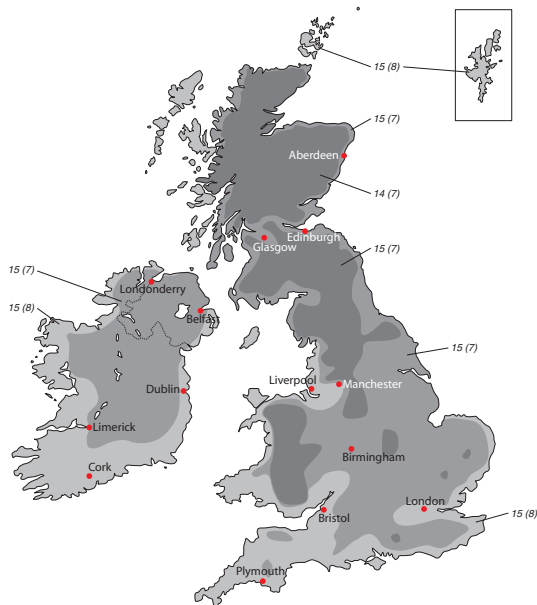 15 (8)
15 (7)
Aberdeen
14 (7)
Edinburgh
Glasgow
15 (7)
15 (7)
Londonderry
15 (8)
Belfast
15 (7)
Liverpool
Manchester
Dublin
Limerick
Birmingham
Cork
London
15 (8)
Bristol
Plymouth